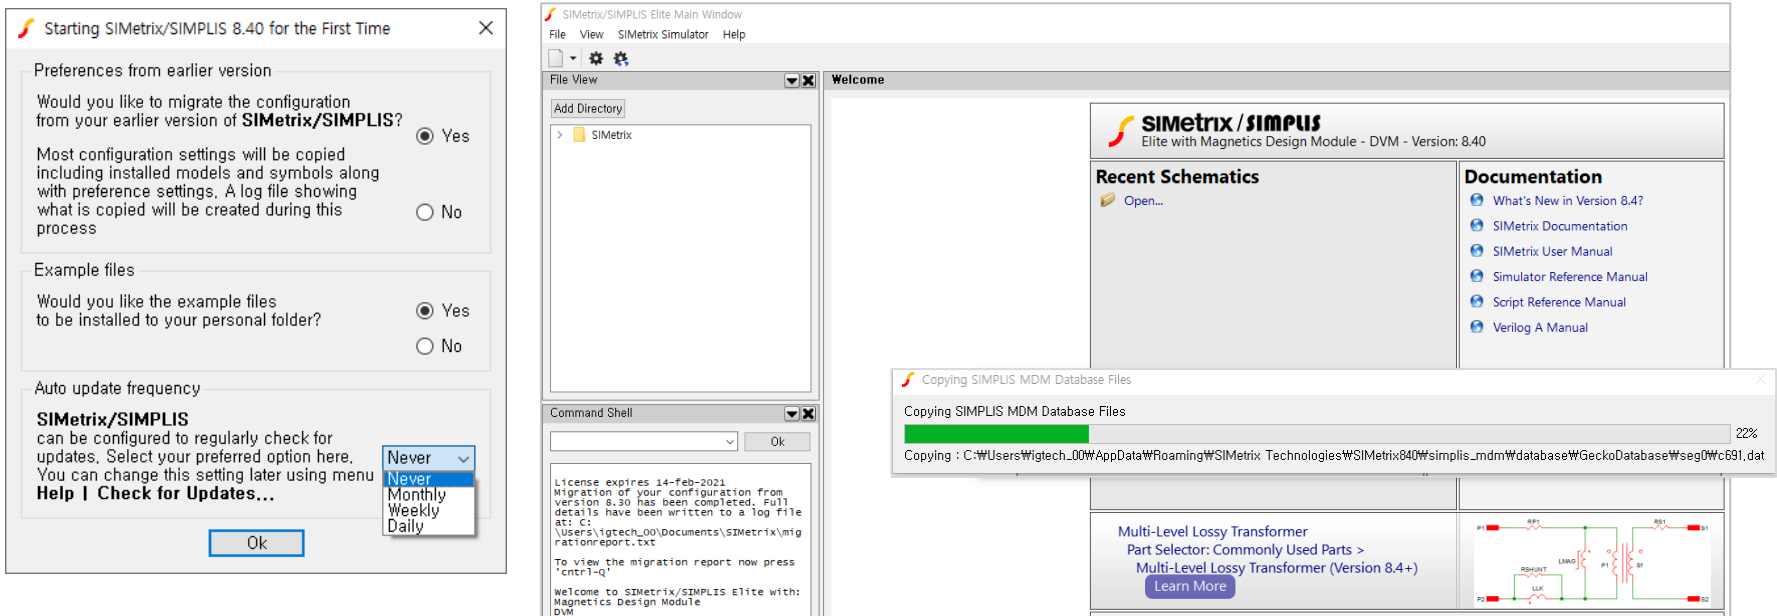 Starting SIMetrix/SIMPLIS 8.40 for the First Time
Preferences from earlier version
Would you like to migrate the configuration
from your earlier version of SIMetrix/SIMPLIS?
Yes
Most configuration settings will be copied
including installed models and symbols along
with preference settings, A log file showing
what is copied will be created during this
process
No
Example files
Would you like the example files
to be installed to your personal folder?
Yes
No
Auto update frequency
SIMetrix/SIMPLIS
can be configured to regularly check for
updates, Select your preferred option here,
You can change this setting later using menu
Help | Check for Updates...
Never
Never
Monthly
Weekly
Daily
Ok
SIMetrix/SIMPLIS Elite Main Window
File View SIMetrix Simulator Help
File View
Add Directory
SIMetrix
Command Shell
Ok
License expires 14-feb-2021
Migration of your configuration from
version 8.30 has been completed. Full
details have been written to a log file
at: C:
\Users\igtech_00\Documents\SIMetrix\mig
rationreport.txt
To view the migration report now press
'cntrl-Q'
Welcome to SIMetrix/SIMPLIS Elite with:
Magnetics Design Module
DVM
Welcome
SIMetrix/SIMPLIS
Elite with Magnetics Design Module - DVM - Version: 8.40
Recent Schematics
Open...
Documentation
What's New in Version 8.4?
SIMetrix Documentation
SIMetrix User Manual
Simulator Reference Manual
Script Reference Manual
Verilog A Manual
Copying SIMPLIS MDM Database Files
Copying SIMPLIS MDM Database Files
22%
Copying : C:₩Users₩igtech_00₩AppData₩Roaming₩SIMetrix Technologies₩SIMetrix840₩simplis_mdm₩database₩GeckoDatabase₩seg0₩c691,dat
Multi-Level Lossy Transformer
Part Selector: Commonly Used Parts >
Multi-Level Lossy Transformer (Version 8.4+)
Learn More
P1
RP1
RS1
S1
LMAG
P1
S1
RSHUNT
LLK
P2
S2